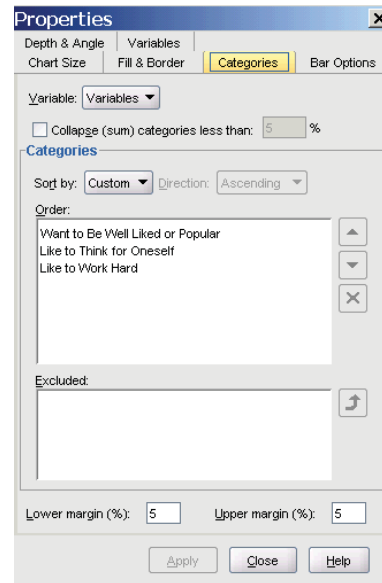 Properties
Depth & Angle Variables
Chart Size Fill & Border Categories Bar Options
Variable: Variables
Collapse (sum) categories less than: 5 %
Categories
Sort by: Custom Direction: Ascending
Order:
Want to Be Well Liked or Popular
Like to Think for Oneself
Like to Work Hard
Excluded:
Lower margin (%): 5 Upper margin (%): 5
Apply Close Help